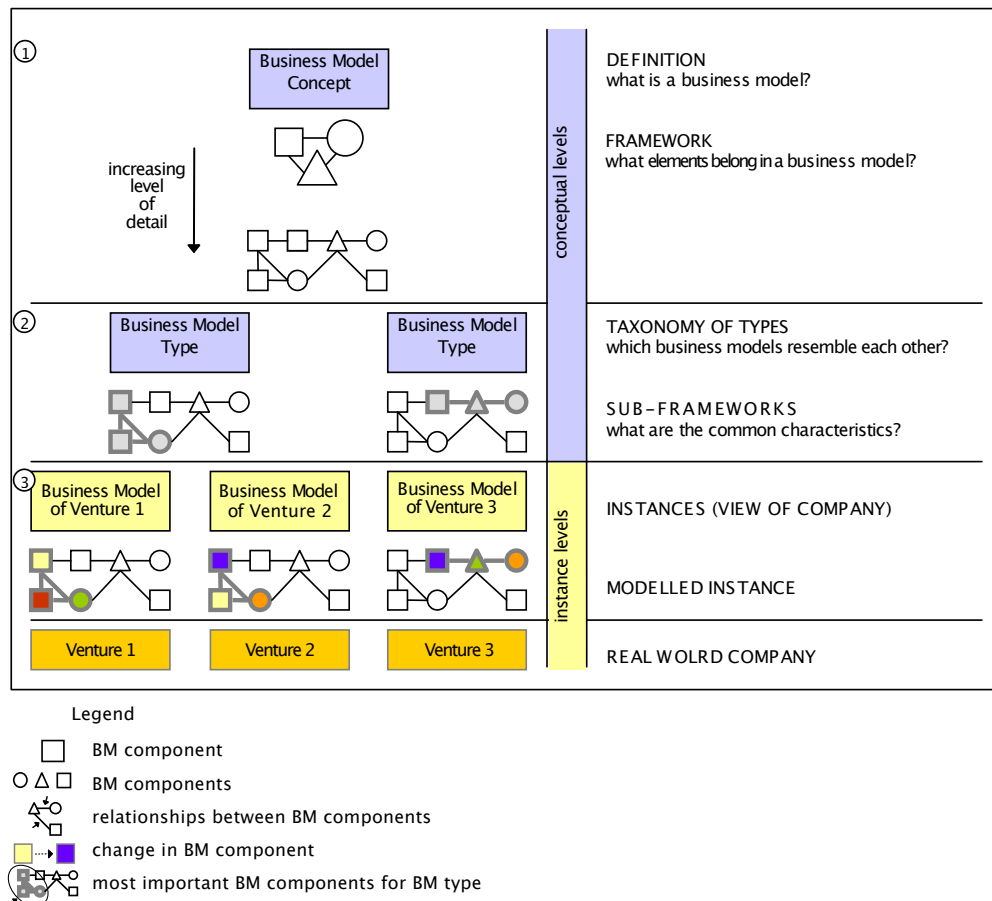 1
Business Model
Concept
DEFINITION
what is a business model?
FRAMEWORK
what elements belong in a business model?
increasing
level
of
detail
conceptual levels
2
Business Model
Type
Business Model
Type
TAXONOMY OF TYPES
which business models resemble each other?
SUB-FRAMEWORKS
what are the common characteristics?
3
Business Model
of Venture 1
Business Model
of Venture 2
Business Model
of Venture 3
instance levels
INSTANCES (VIEW OF COMPANY)
MODELLED INSTANCE
Venture 1
Venture 2
Venture 3
REAL WOLRD COMPANY
Legend
BM component
BM components
relationships between BM components
change in BM component
most important BM components for BM type